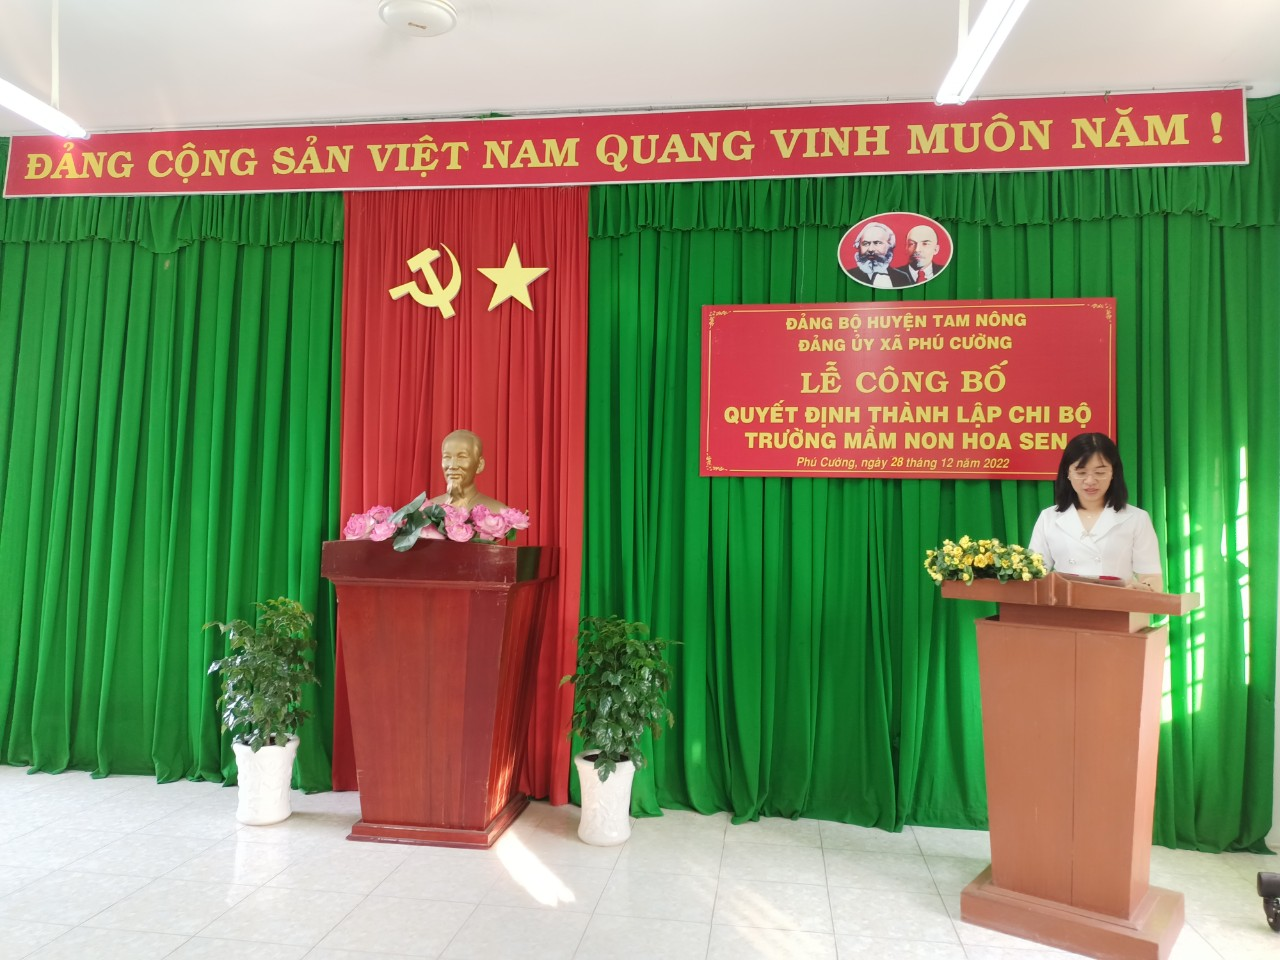 ĐẢNG CỘNG SẢN VIỆT NAM QUANG VINH MUÔN NĂM !
ĐẢNG BỘ HUYỆN TAM NÔNG
ĐẢNG ỦY XÃ PHÚ CƯỜNG
LỄ CÔNG BỐ
QUYẾT ĐỊNH THÀNH LẬP CHI BỘ
TRƯỜNG MẦM NON HOA SEN
Phú Cường, ngày 28 tháng 12 năm 2022